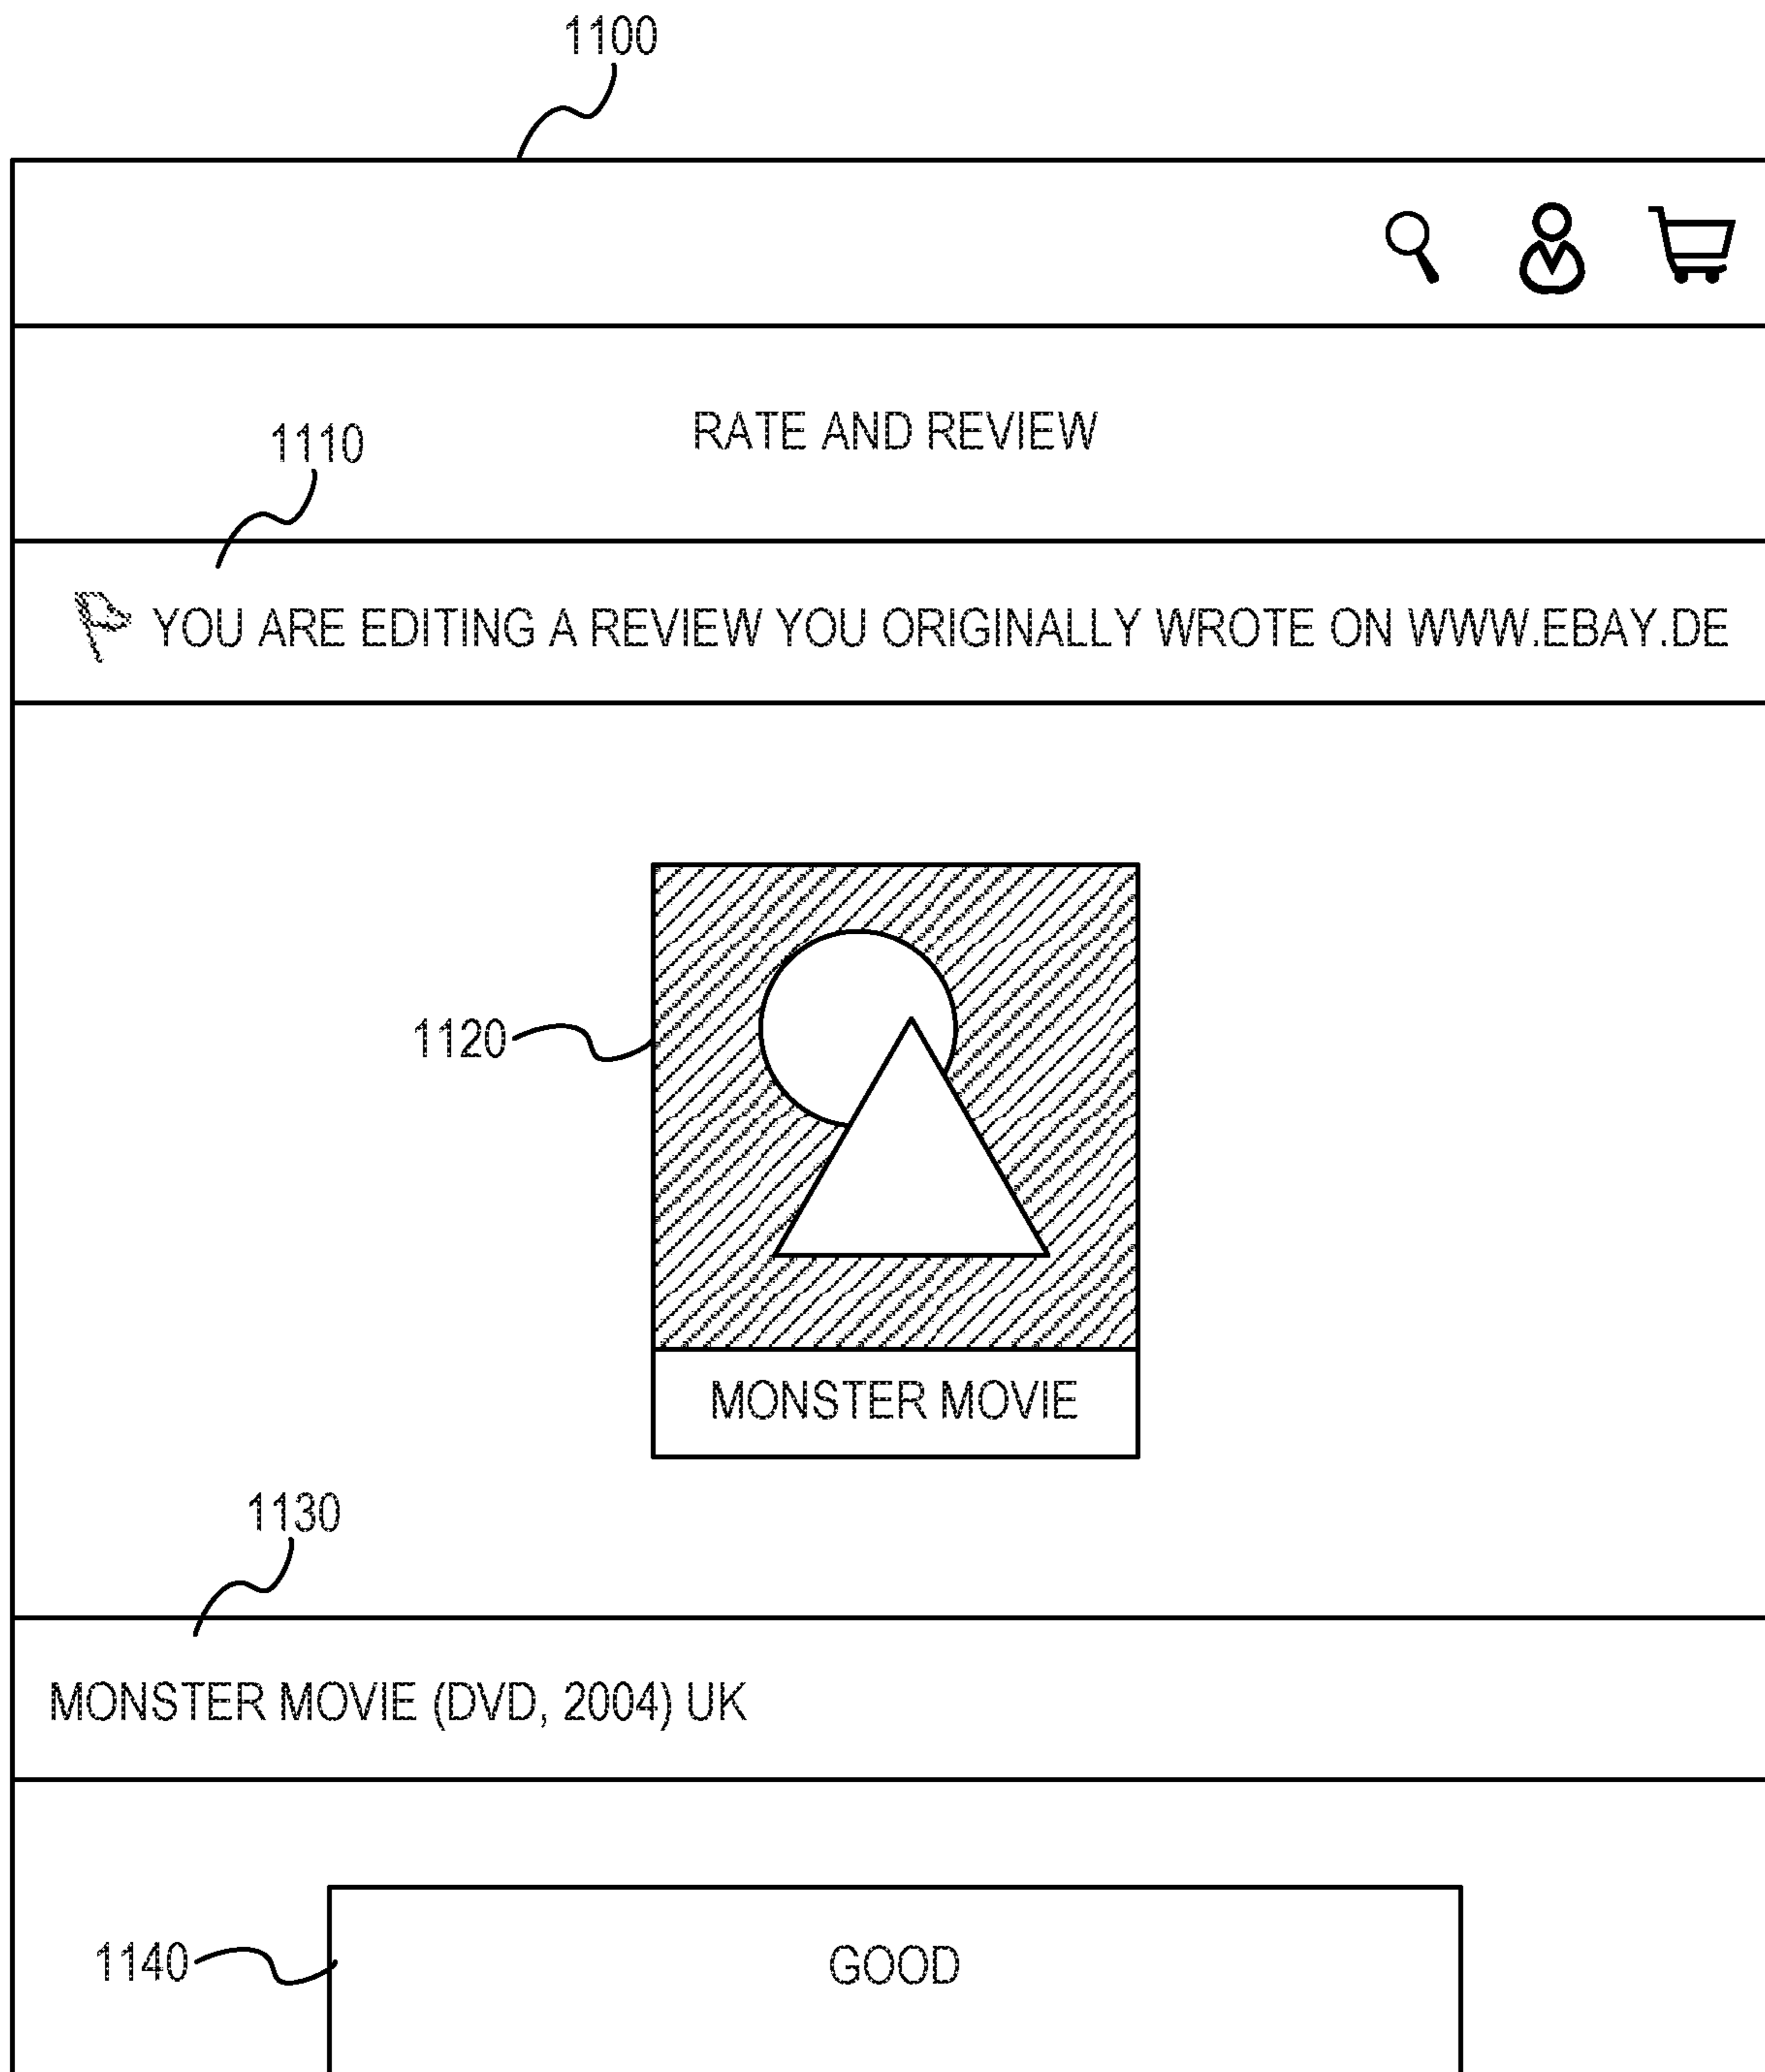 1100
RATE AND REVIEW
1110
YOU ARE EDITING A REVIEW YOU ORIGINALLY WROTE ON WWW.EBAY.DE
1120
MONSTER MOVIE
1130
MONSTER MOVIE (DVD, 2004) UK
1140
GOOD